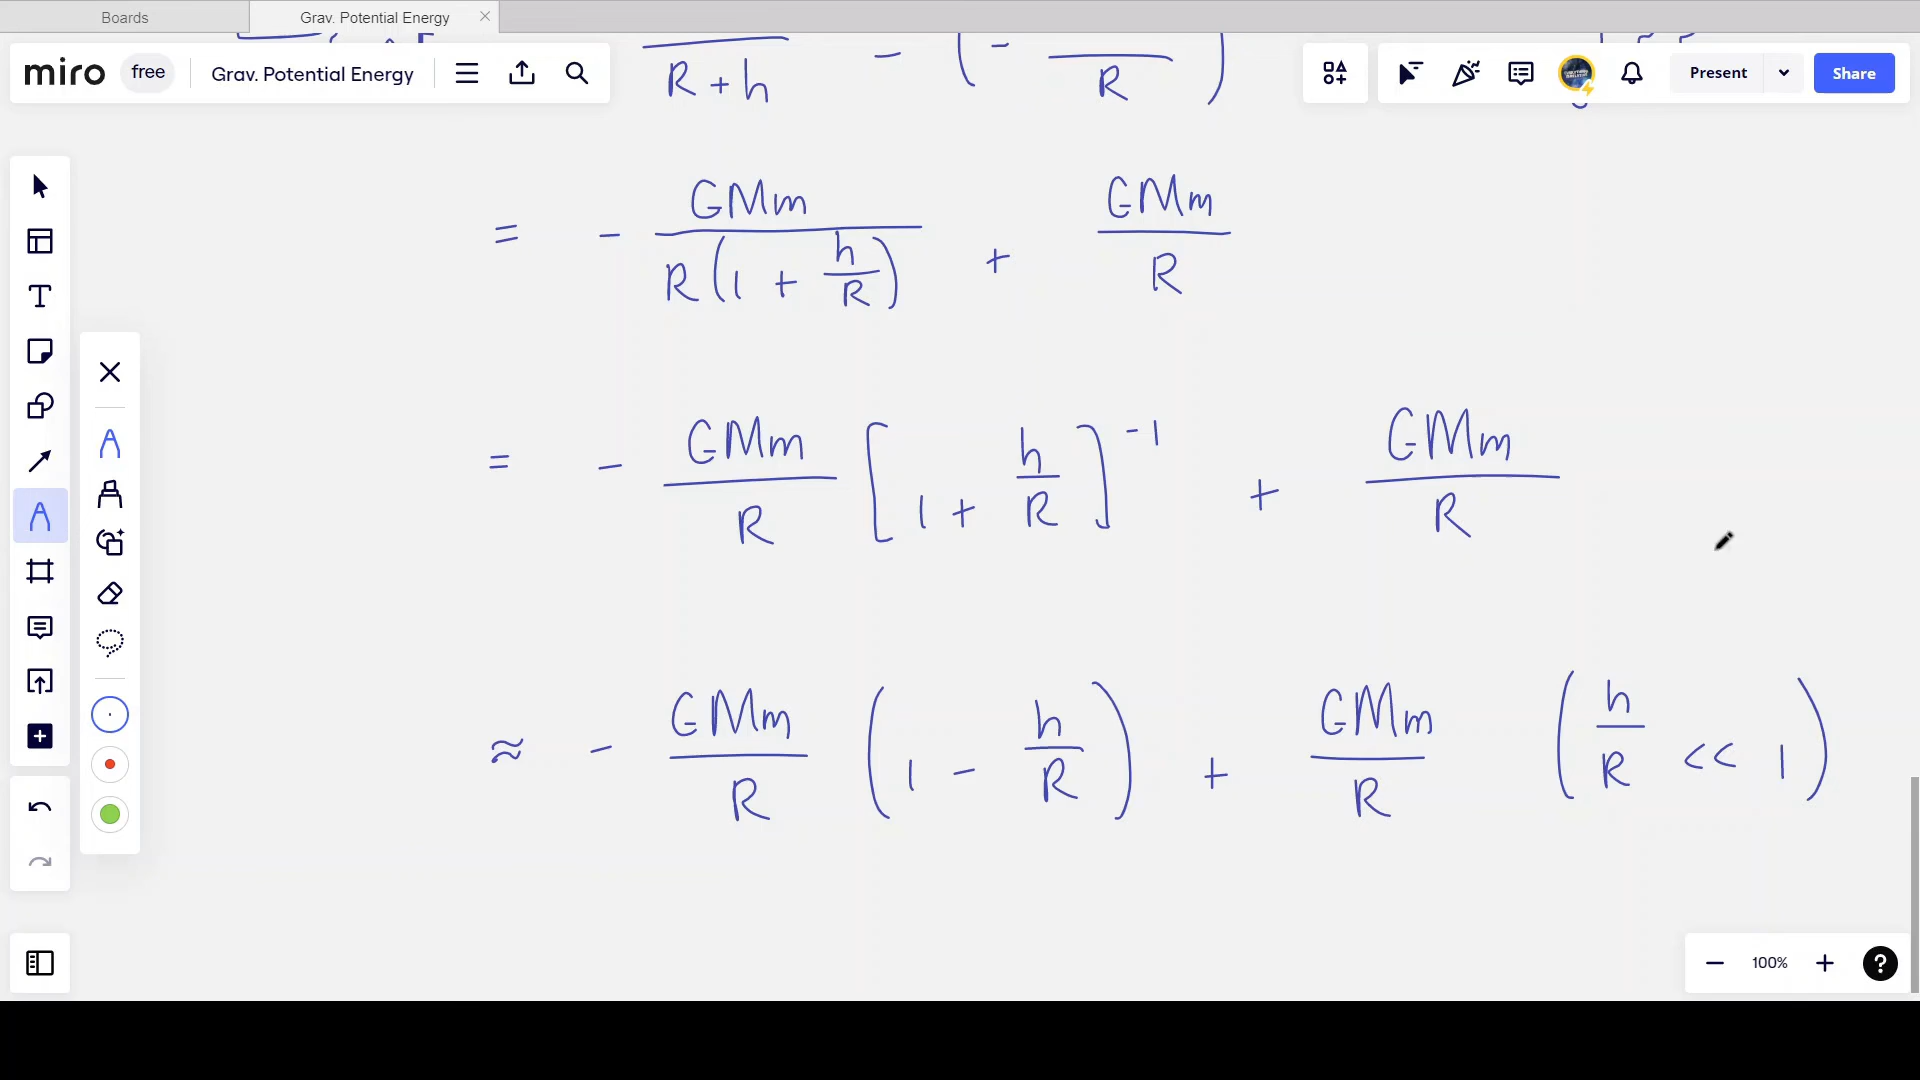 Boards Grav. Potential Energy
miro free Grav. Potential Energy Present Share
R + h - ( - R )
= - GMm / R(1 + h/R) + GMm / R
= - GMm / R [1 + h/R]^-1 + GMm / R
≈ - GMm / R (1 - h/R) + GMm / R (h/R << 1)
100%